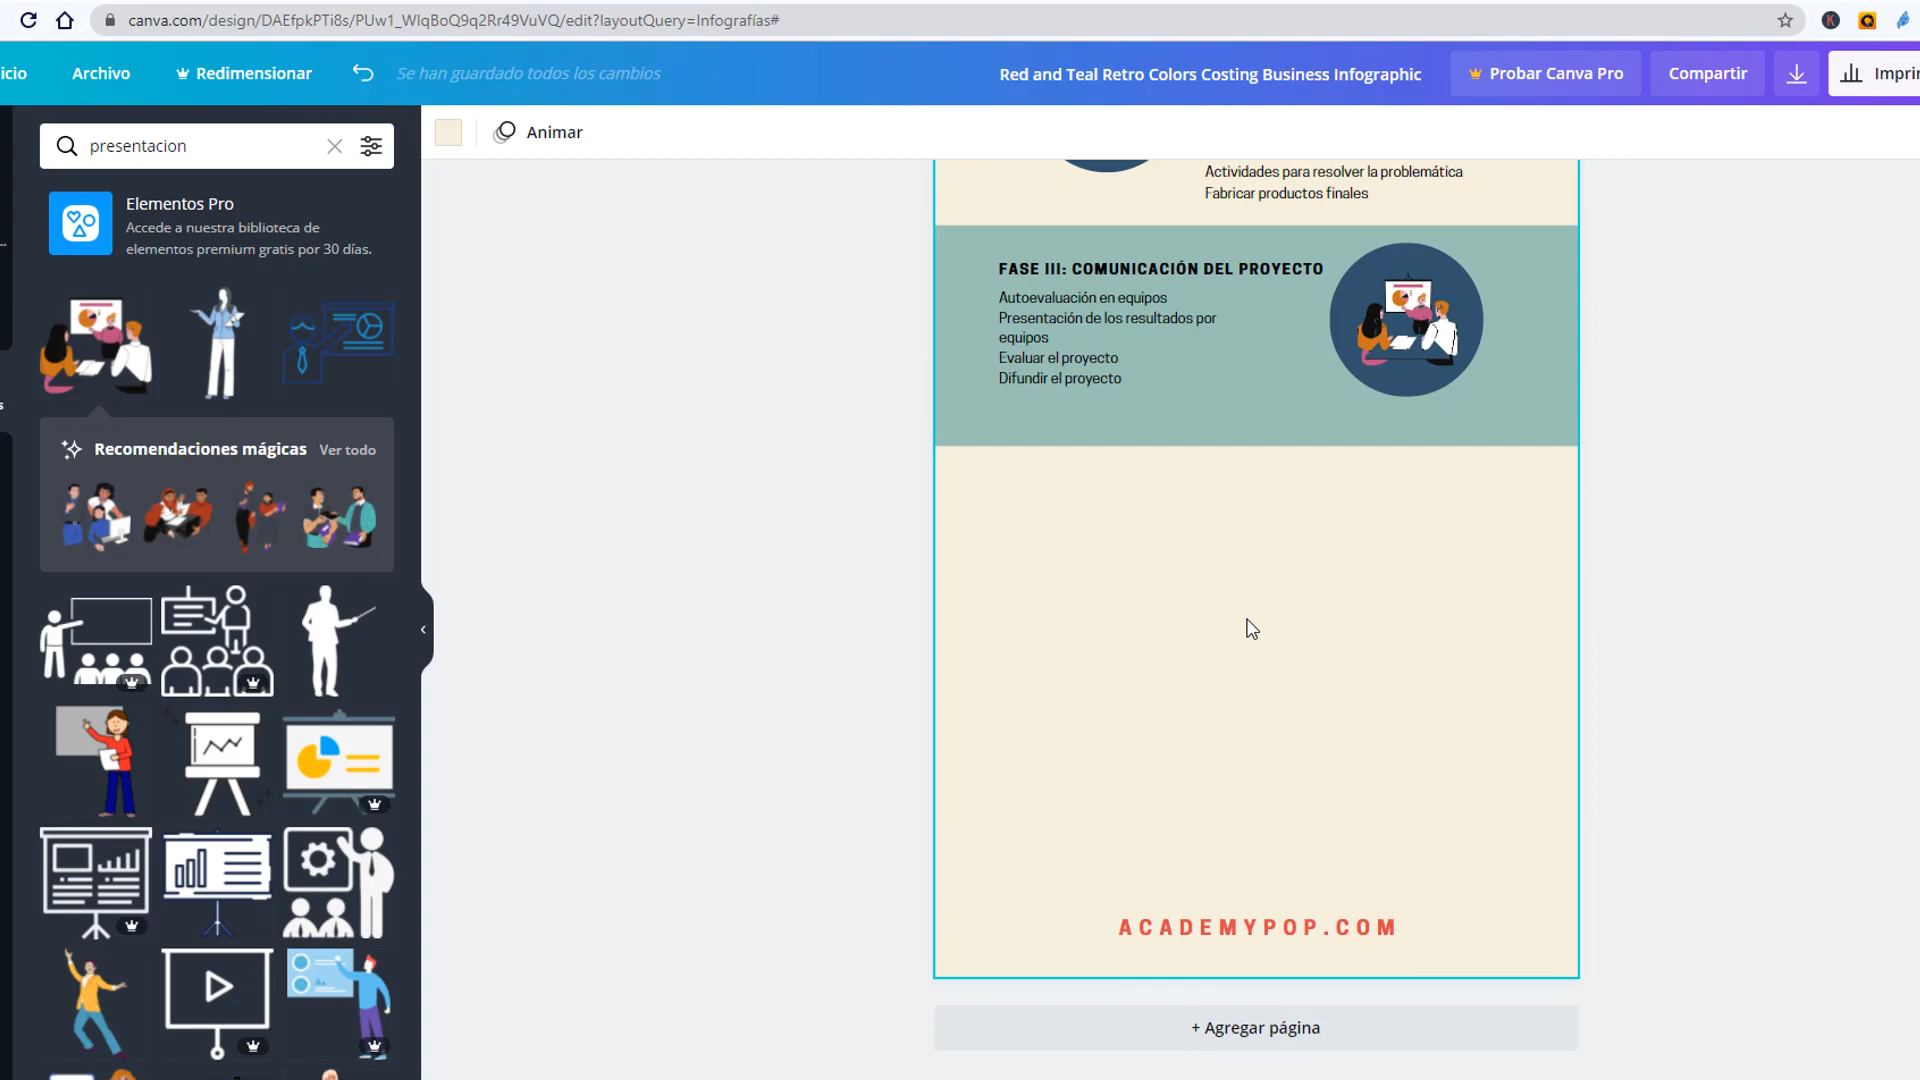 canva.com/design/DAEfpkPTi8s/PUw1_WIqBoQ9q2Rr49VuVQ/edit?layoutQuery=Infografías#
icio
Archivo
Redimensionar
Se han guardado todos los cambios
Red and Teal Retro Colors Costing Business Infographic
Probar Canva Pro
Compartir
Imprir
presentacion
Animar
Elementos Pro
Accede a nuestra biblioteca de
elementos premium gratis por 30 días.
Recomendaciones mágicas
Ver todo
Actividades para resolver la problemática
Fabricar productos finales
FASE III: COMUNICACIÓN DEL PROYECTO
Autoevaluación en equipos
Presentación de los resultados por
equipos
Evaluar el proyecto
Difundir el proyecto
ACADEMYPOP.COM
+ Agregar página